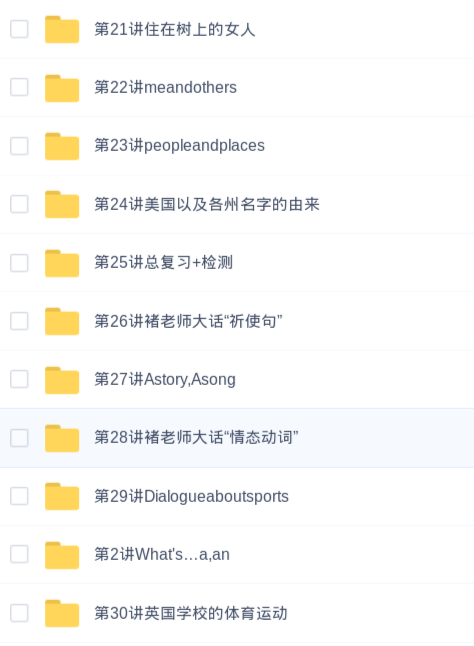 第21讲住在树上的女人
第22讲meandothers
第23讲peopleandplaces
第24讲美国以及各州名字的由来
第25讲总复习+检测
第26讲褚老师大话“祈使句”
第27讲Astory,Asong
第28讲褚老师大话“情态动词”
第29讲Dialogueaboutsports
第2讲What's…a,an
第30讲英国学校的体育运动